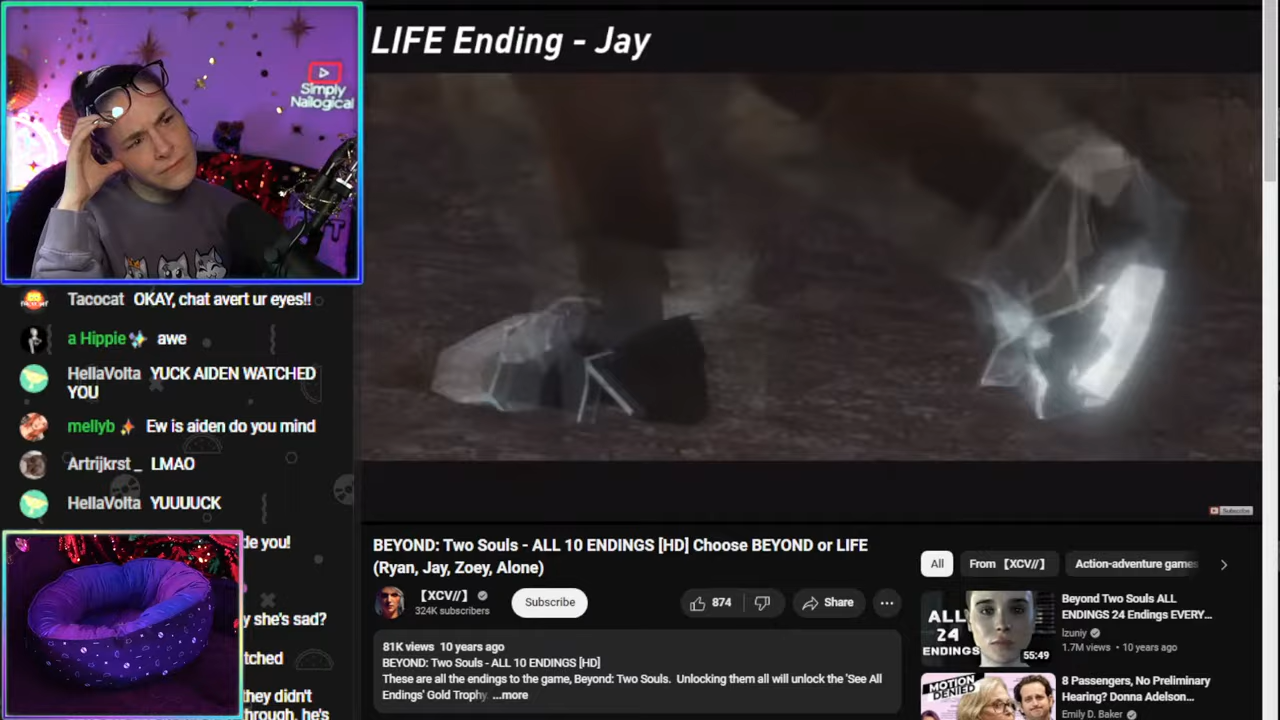 LIFE Ending - Jay
Simply
Nailogical
Tacocat OKAY, chat avert ur eyes!!
a Hippie awe
HellaVolta YUCK AIDEN WATCHED
YOU
mellyb Ew is aiden do you mind
Artrijkrst_ LMAO
HellaVolta YUUUUCK
de you!
y she's sad?
tched
they didn't
hrough, he's
Subscribe
BEYOND: Two Souls - ALL 10 ENDINGS [HD] Choose BEYOND or LIFE
(Ryan, Jay, Zoey, Alone)
【XCV//】
324K subscribers
Subscribe
874
Share
81K views 10 years ago
BEYOND: Two Souls - ALL 10 ENDINGS [HD]
These are all the endings to the game, Beyond: Two Souls. Unlocking them all will unlock the 'See All
Endings' Gold Trophy. ...more
All
From 【XCV//】
Action-adventure games
ALL
24
ENDINGS
55:49
Beyond Two Souls ALL
ENDINGS 24 Endings EVERY...
Izuniy
1.7M views 10 years ago
MOTION
DENIED
8 Passengers, No Preliminary
Hearing? Donna Adelson...
Emily D. Baker